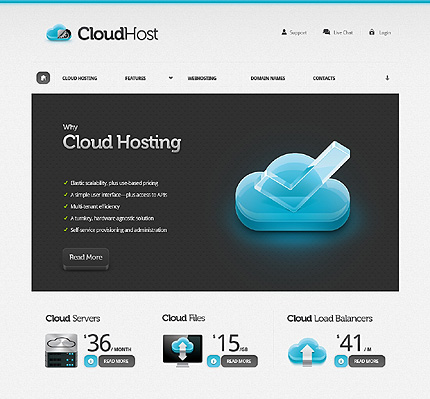 CloudHost
Support Live Chat Login
CLOUD HOSTING FEATURES WEBHOSTING DOMAIN NAMES CONTACTS
Why
Cloud Hosting
Elastic scalability, plus use-based pricing
A simple user interface—plus access to APIs
Multi-tenant efficiency
A turnkey, hardware agnostic solution
Self-service provisioning and administration
Read More
Cloud Servers
$36/ MONTH
READ MORE
Cloud Files
$15/GB
READ MORE
Cloud Load Balancers
$41/ M
READ MORE